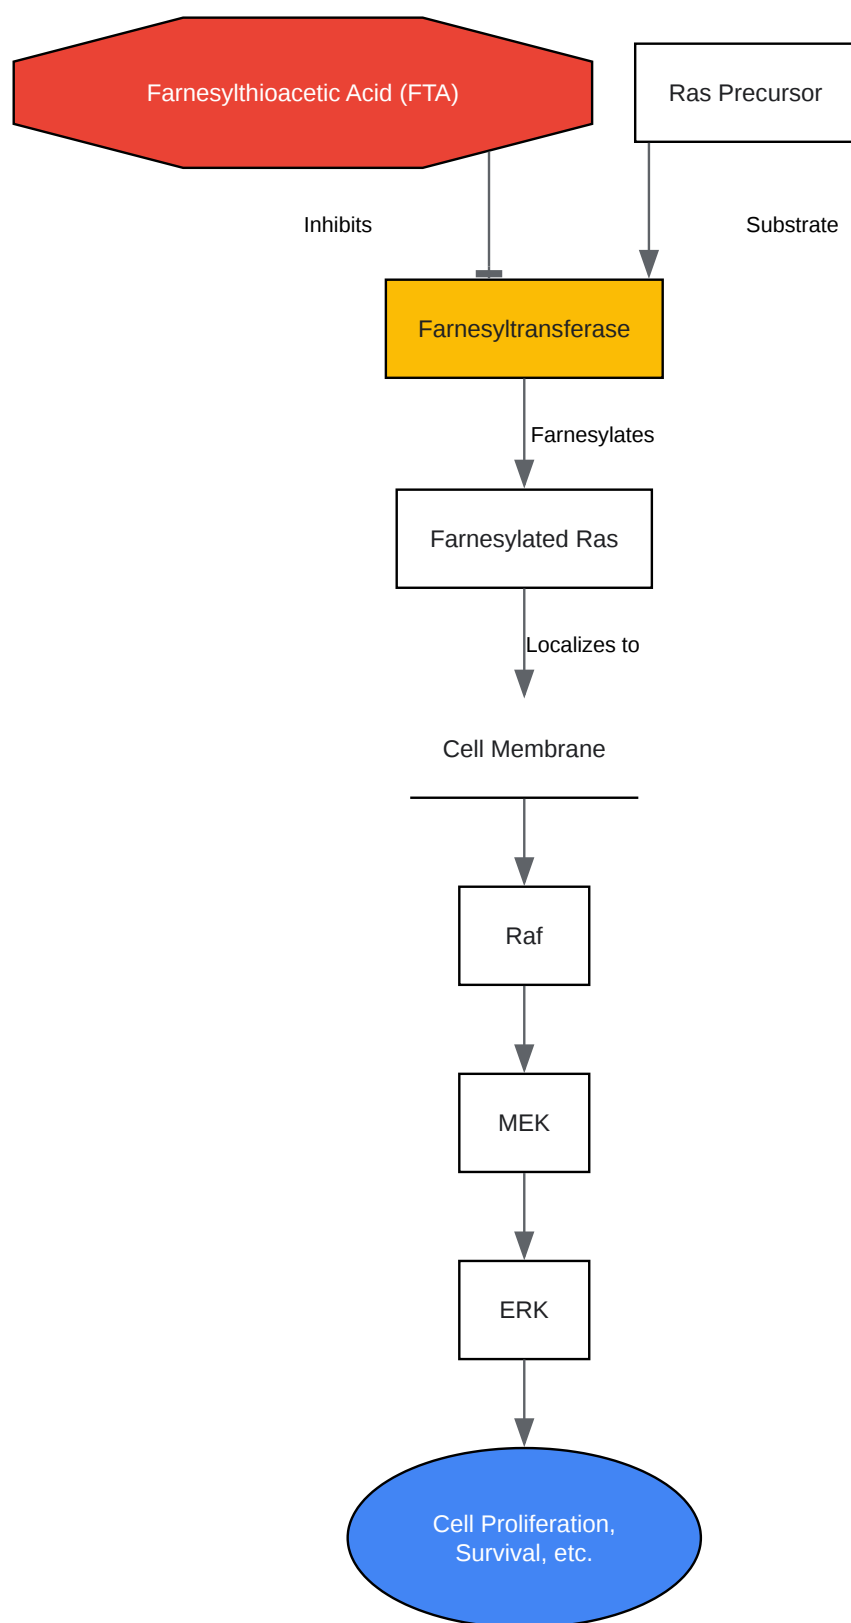 Farnesylthioacetic Acid (FTA)
Ras Precursor
Inhibits
Substrate
Farnesyltransferase
Farnesylates
Farnesylated Ras
Localizes to
Cell Membrane
Raf
MEK
ERK
Cell Proliferation,
Survival, etc.